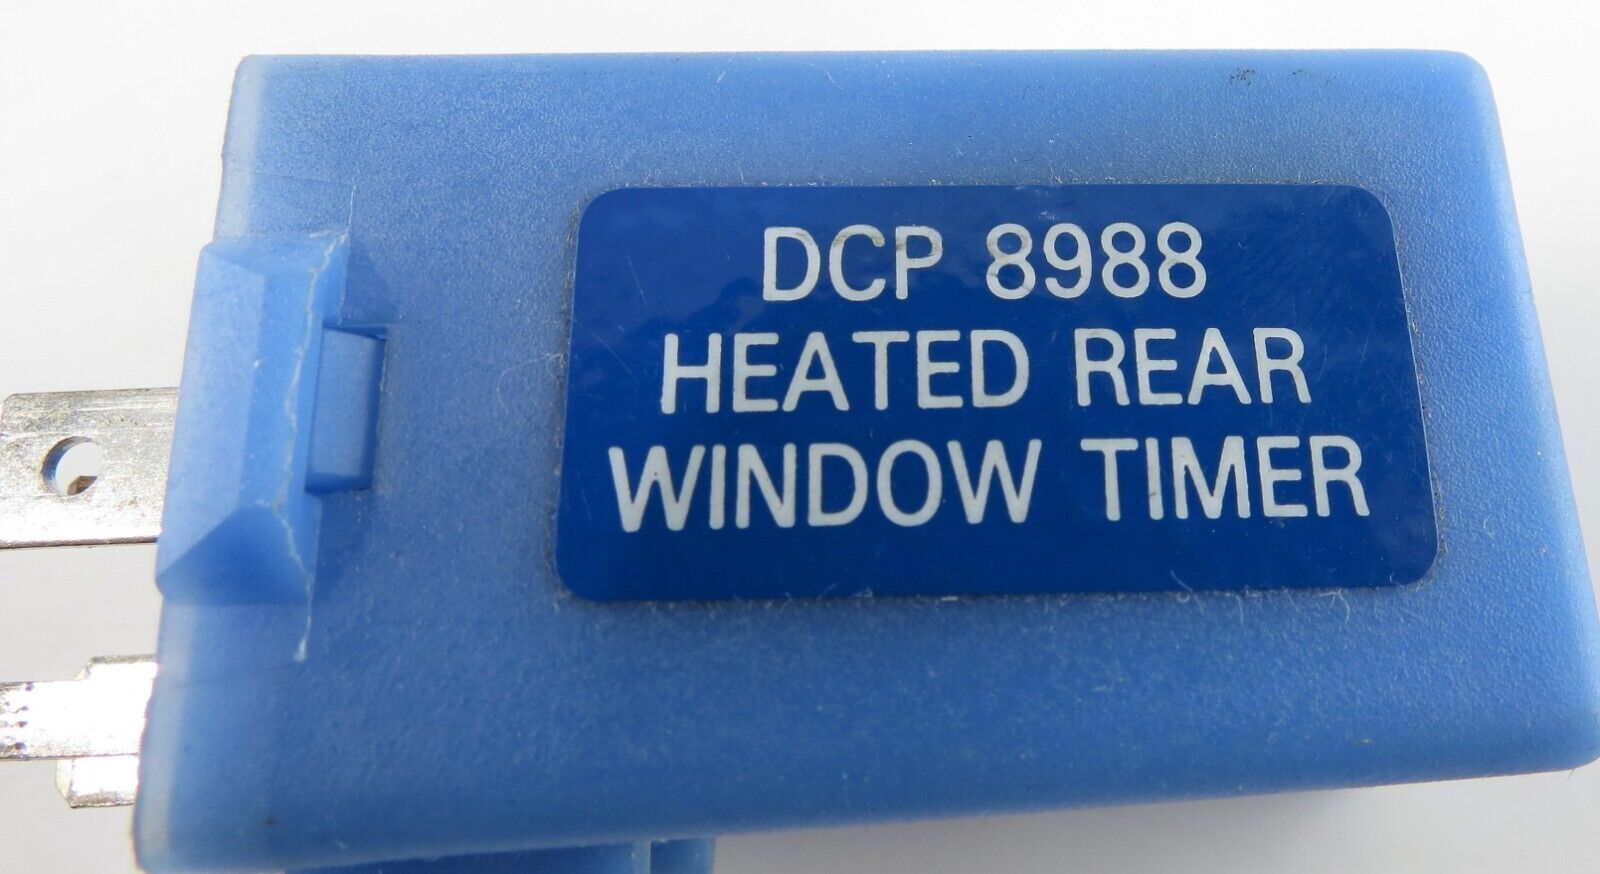 DCP 8988
HEATED REAR
WINDOW TIMER